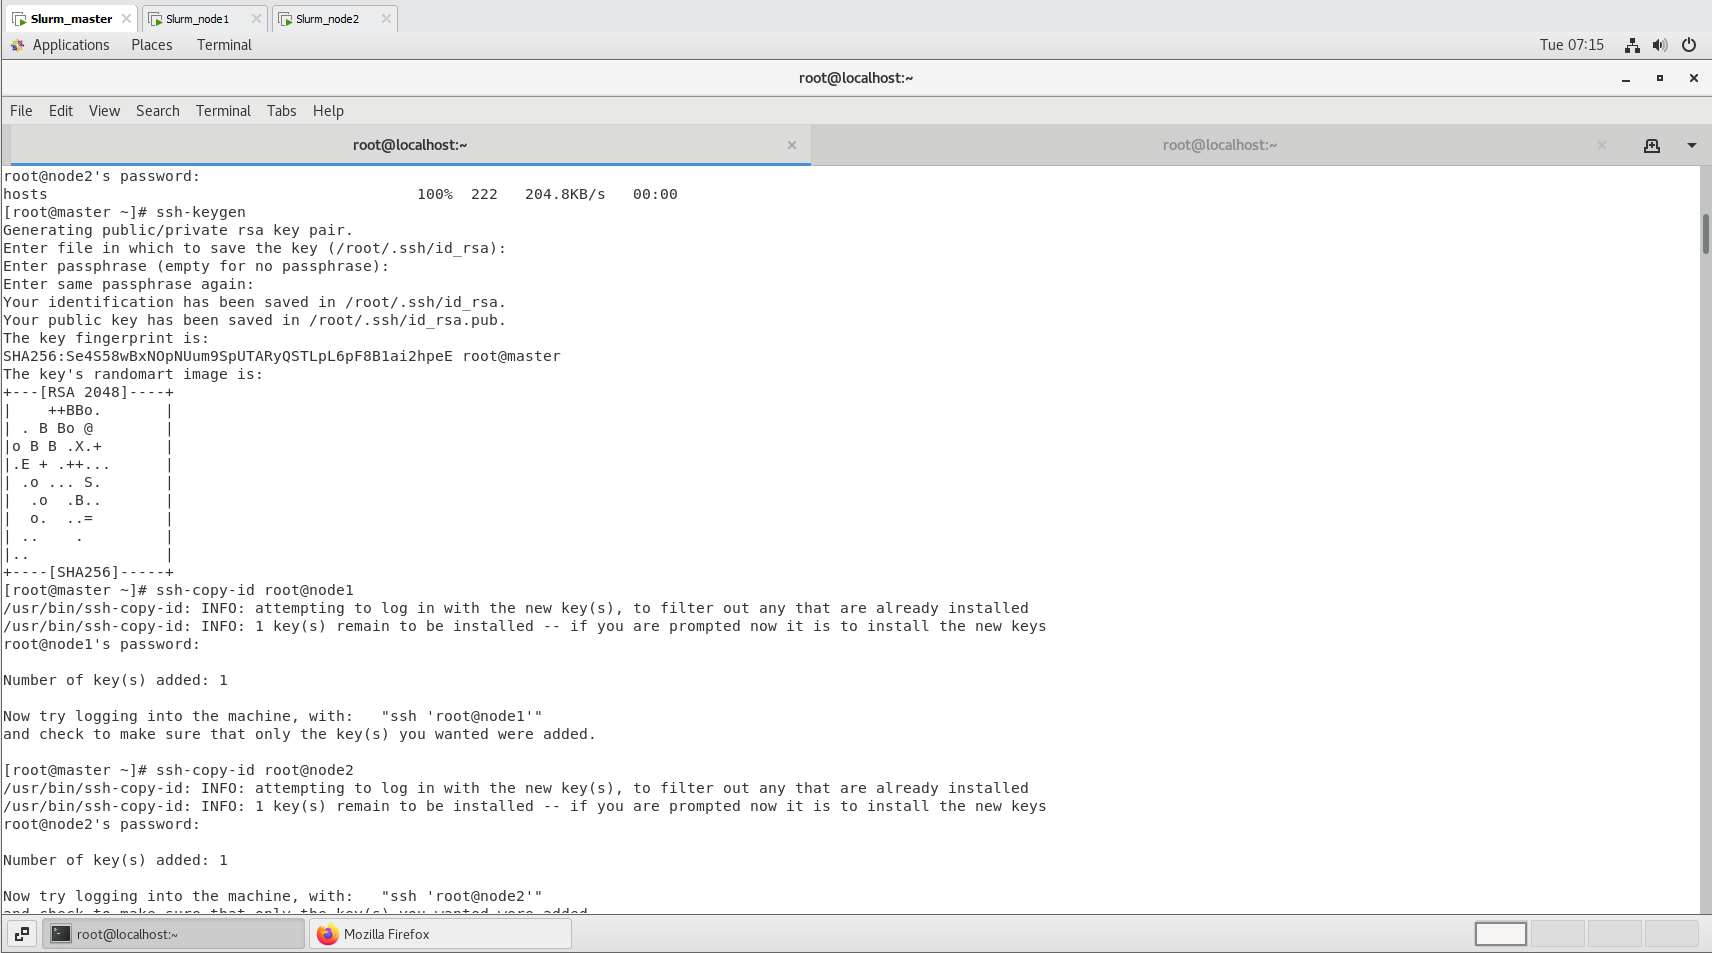 Slurm_master
Slurm_node1
Slurm_node2
Applications Places Terminal Tue 07:15
root@localhost:~
File Edit View Search Terminal Tabs Help
root@localhost:~ root@localhost:~
root@node2's password:
hosts                                         100%  222   204.8KB/s   00:00
[root@master ~]# ssh-keygen
Generating public/private rsa key pair.
Enter file in which to save the key (/root/.ssh/id_rsa):
Enter passphrase (empty for no passphrase):
Enter same passphrase again:
Your identification has been saved in /root/.ssh/id_rsa.
Your public key has been saved in /root/.ssh/id_rsa.pub.
The key fingerprint is:
SHA256:Se4S58wBxNOpNUum9SpUTARyQSTLpL6pF8B1ai2hpeE root@master
The key's randomart image is:
+---[RSA 2048]----+
|    ++BBo.       |
| . B Bo @        |
|o B B .X.+       |
|.E + .++...      |
| .o ... S.       |
|  .o  .B..       |
|  o.  ..=        |
| ..    .         |
|..               |
+----[SHA256]-----+
[root@master ~]# ssh-copy-id root@node1
/usr/bin/ssh-copy-id: INFO: attempting to log in with the new key(s), to filter out any that are already installed
/usr/bin/ssh-copy-id: INFO: 1 key(s) remain to be installed -- if you are prompted now it is to install the new keys
root@node1's password:
Number of key(s) added: 1
Now try logging into the machine, with:   "ssh 'root@node1'"
and check to make sure that only the key(s) you wanted were added.
[root@master ~]# ssh-copy-id root@node2
/usr/bin/ssh-copy-id: INFO: attempting to log in with the new key(s), to filter out any that are already installed
/usr/bin/ssh-copy-id: INFO: 1 key(s) remain to be installed -- if you are prompted now it is to install the new keys
root@node2's password:
Number of key(s) added: 1
Now try logging into the machine, with:   "ssh 'root@node2'"
and check to make sure that only the key(s) you wanted were added.
root@localhost:~ Mozilla Firefox